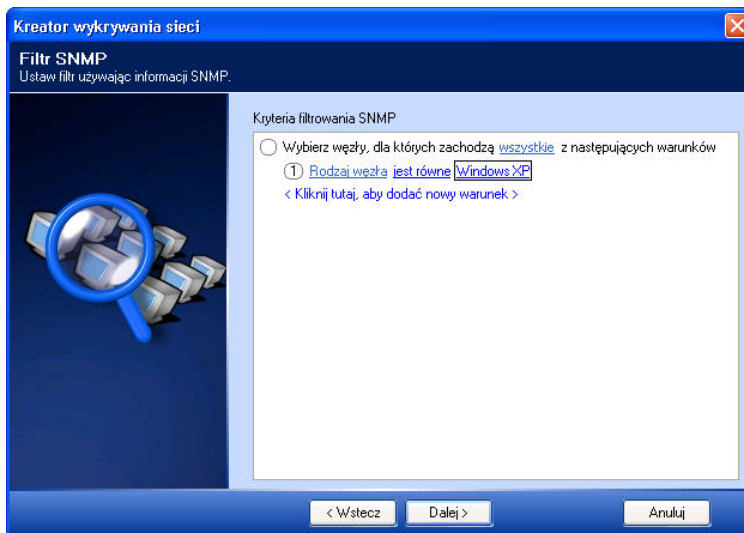 Kreator wykrywania sieci
Filtr SNMP
Ustaw filtr używając informacji SNMP.
Kryteria filtrowania SNMP
Wybierz węzły, dla których zachodzą wszystkie z następujących warunków
1 Rodzaj węzła jest równe Windows XP
< Kliknij tutaj, aby dodać nowy warunek >
< Wstecz Dalej > Anuluj